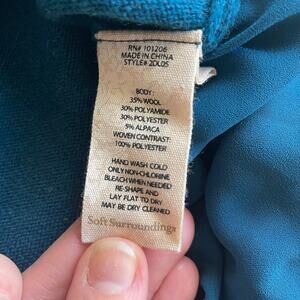 RN# 101206
MADE IN CHINA
STYLE# 2DL05
BODY:
35% WOOL
30% POLYAMIDE
30% POLYESTER
5% ALPACA
WOVEN CONTRAST:
100% POLYESTER
HAND WASH COLD
ONLY NON-CHLORINE
BLEACH WHEN NEEDED
RE-SHAPE AND
LAY FLAT TO DRY
MAY BE DRY CLEANED
Soft Surroundings